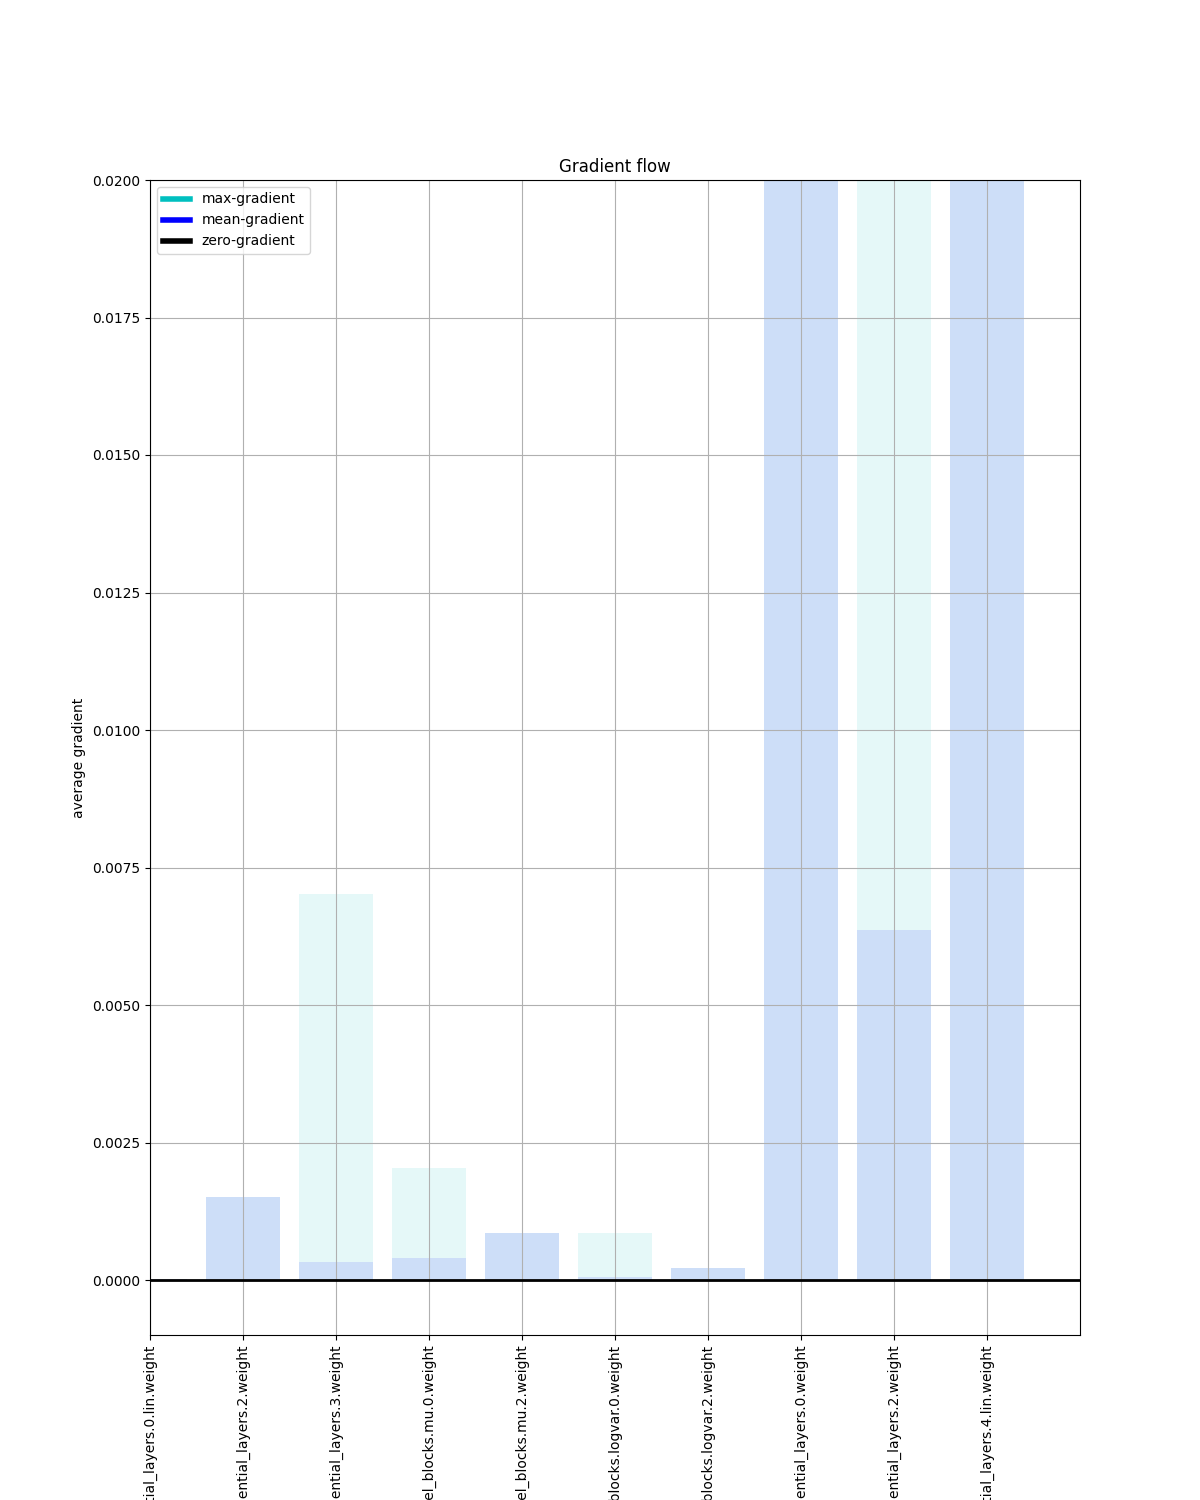 Gradient flow
max-gradient
mean-gradient
zero-gradient
average gradient
0.0200
0.0175
0.0150
0.0125
0.0100
0.0075
0.0050
0.0025
0.0000
tial_layers.0.lin.weight
ential_layers.2.weight
ential_layers.3.weight
el_blocks.mu.0.weight
el_blocks.mu.2.weight
blocks.logvar.0.weight
blocks.logvar.2.weight
ential_layers.0.weight
ential_layers.2.weight
tial_layers.4.lin.weight